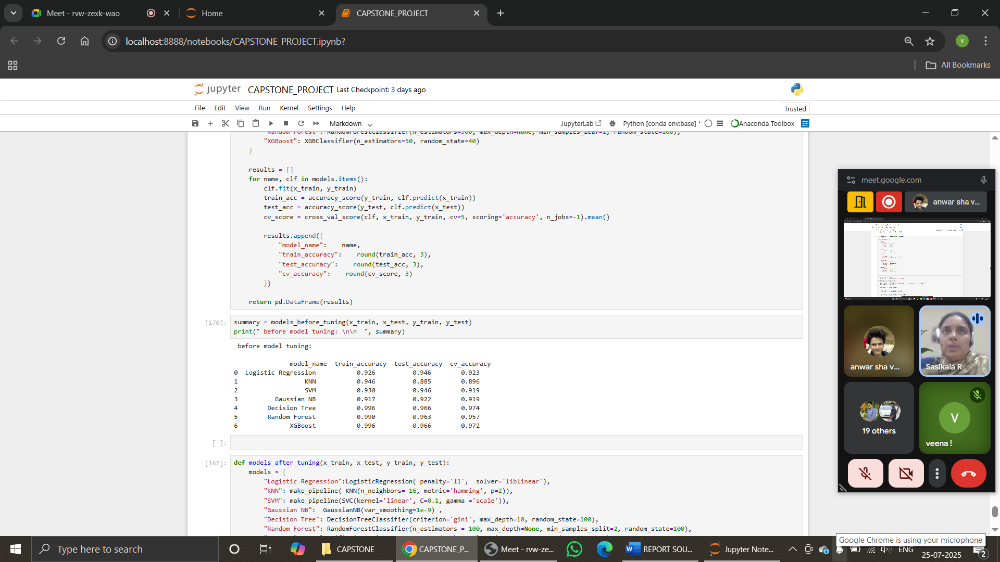 Meet - rvw-zexk-wao
Home
CAPSTONE_PROJECT
localhost:8888/notebooks/CAPSTONE_PROJECT.ipynb?
V
All Bookmarks
jupyter CAPSTONE_PROJECT Last Checkpoint: 3 days ago
File Edit View Run Kernel Settings Help
Trusted
Markdown
JupyterLab
Python [conda env:base] *
Anaconda Toolbox
"Random Forest": RandomForestClassifier(n_estimators=500, max_depth=None, min_samples_leaf=2, random_state=100),
"XGBoost": XGBClassifier(n_estimators=50, random_state=40)
}
results = []
for name, clf in models.items():
clf.fit(x_train, y_train)
train_acc = accuracy_score(y_train, clf.predict(x_train))
test_acc = accuracy_score(y_test, clf.predict(x_test))
cv_score = cross_val_score(clf, x_train, y_train, cv=5, scoring='accuracy', n_jobs=-1).mean()
results.append({
"model_name": name,
"train_accuracy": round(train_acc, 3),
"test_accuracy": round(test_acc, 3),
"cv_accuracy": round(cv_score, 3)
})
return pd.DataFrame(results)
[170]:
summary = models_before_tuning(x_train, x_test, y_train, y_test)
print(" before model tuning: \n\n  ", summary)
before model tuning:
model_name train_accuracy test_accuracy cv_accuracy
0 Logistic Regression 0.926 0.946 0.923
1 KNN 0.946 0.885 0.896
2 SVM 0.930 0.946 0.919
3 Gaussian NB 0.917 0.922 0.919
4 Decision Tree 0.996 0.966 0.974
5 Random Forest 0.990 0.963 0.957
6 XGBoost 0.996 0.966 0.972
[ ]:
[167]:
def models_after_tuning(x_train, x_test, y_train, y_test):
models = {
"Logistic Regression":LogisticRegression( penalty='l1',  solver='liblinear'),
"KNN": make_pipeline( KNN(n_neighbors= 16, metric='hamming', p=2)),
"SVM": make_pipeline(SVC(kernel='linear', C=0.1, gamma ='scale')),
"Gaussian NB":  GaussianNB(var_smoothing=1e-9) ,
"Decision Tree": DecisionTreeClassifier(criterion='gini', max_depth=10, random_state=100),
"Random Forest": RandomForestClassifier(n_estimators = 100, max_depth=None, min_samples_split=2, random_state=100),
meet.google.com
anwar sha v...
anwar sha v...
Sasikala R
19 others
V
veena !
Google Chrome is using your microphone
Type here to search
CAPSTONE
CAPSTONE_P...
Meet - rvw-ze...
REPORT SOU...
Jupyter Note...
ENG
25-07-2025
2